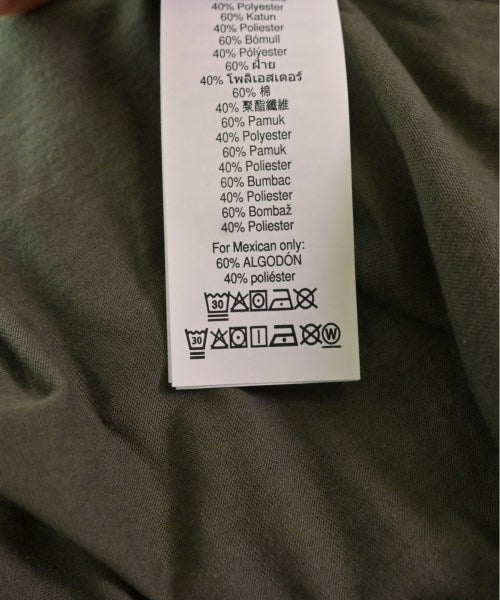 40% Polyester
60% Katun
40% Poliester
60% Bómull
40% Pólýester
60% ฝ้าย
40% โพลิเอสเตอร์
60% 棉
40% 聚酯纖維
60% Pamuk
40% Polyester
60% Pamuk
40% Poliester
60% Bumbac
40% Poliester
60% Bombaž
40% Poliester
For Mexican only:
60% ALGODÓN
40% poliéster
30
30 W